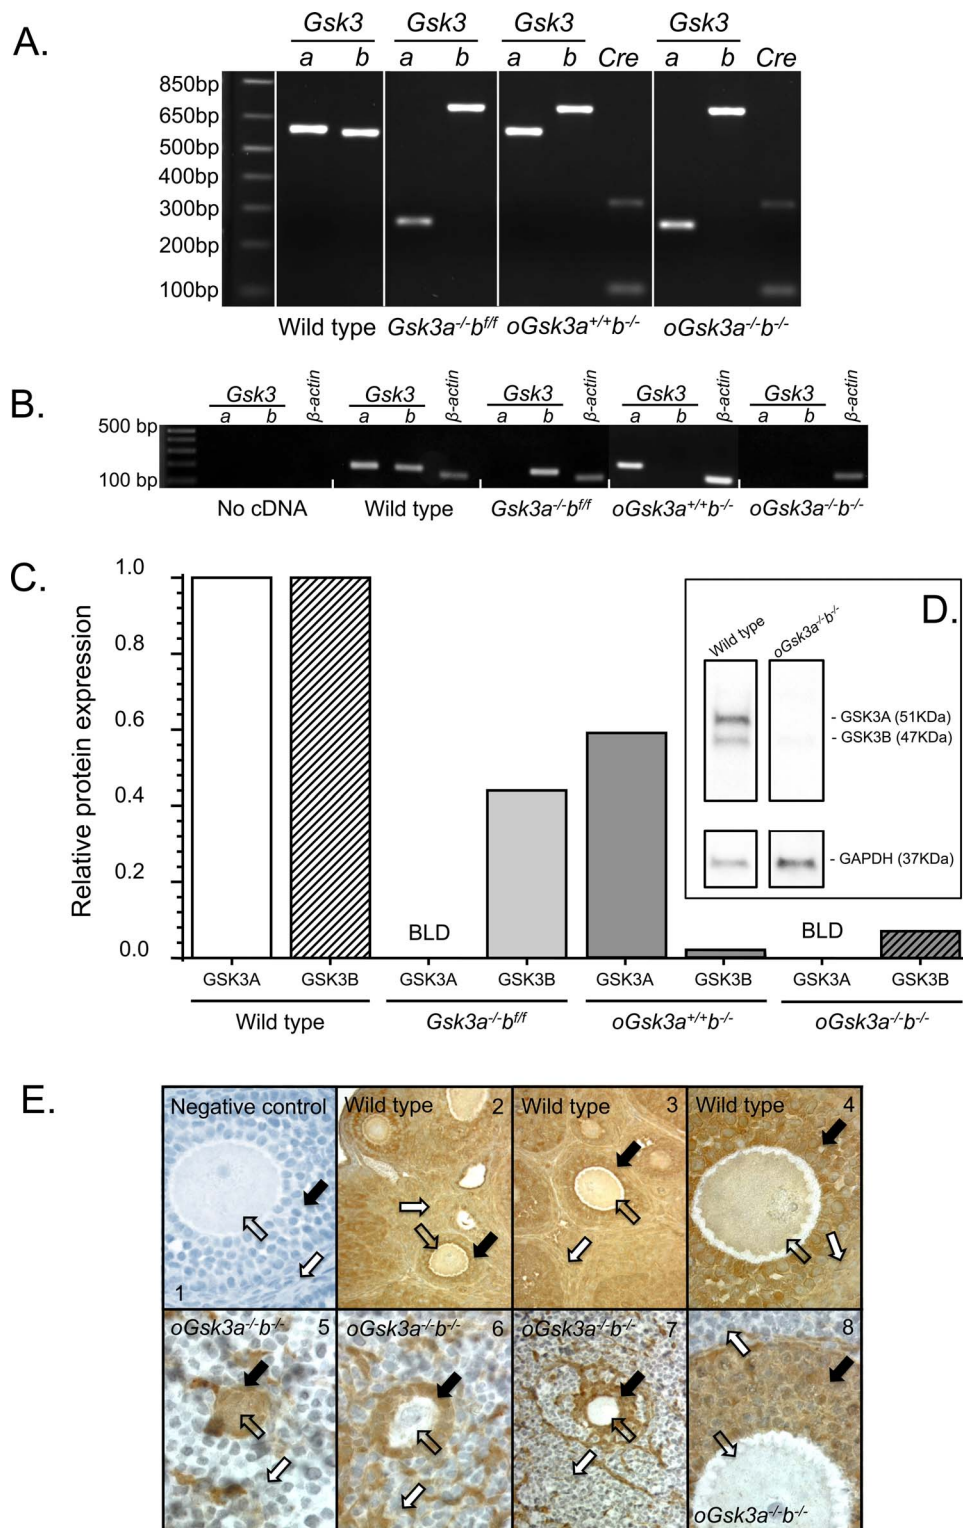 A.
Gsk3 Gsk3 Gsk3 Gsk3
a b a b a b Cre a b Cre
850bp
650bp
500bp
400bp
300bp
200bp
100bp
Wild type Gsk3a-/-bf/f oGsk3a+/+b-/- oGsk3a-/-b-/-
B.
Gsk3 β-actin Gsk3 β-actin Gsk3 β-actin Gsk3 β-actin Gsk3 β-actin
a b a b a b a b a b
500 bp
100 bp
No cDNA Wild type Gsk3a-/-bf/f oGsk3a+/+b-/- oGsk3a-/-b-/-
C.
Relative protein expression
1.0
0.8
0.6
0.4
0.2
0.0
BLD BLD
GSK3A GSK3B GSK3A GSK3B GSK3A GSK3B GSK3A GSK3B
Wild type Gsk3a-/-bf/f oGsk3a+/+b-/- oGsk3a-/-b-/-
D.
Wild type oGsk3a-/-b-/-
- GSK3A (51KDa)
- GSK3B (47KDa)
- GAPDH (37KDa)
E.
Negative control 1
Wild type 2
Wild type 3
Wild type 4
oGsk3a-/-b-/- 5
oGsk3a-/-b-/- 6
oGsk3a-/-b-/- 7
8
oGsk3a-/-b-/-